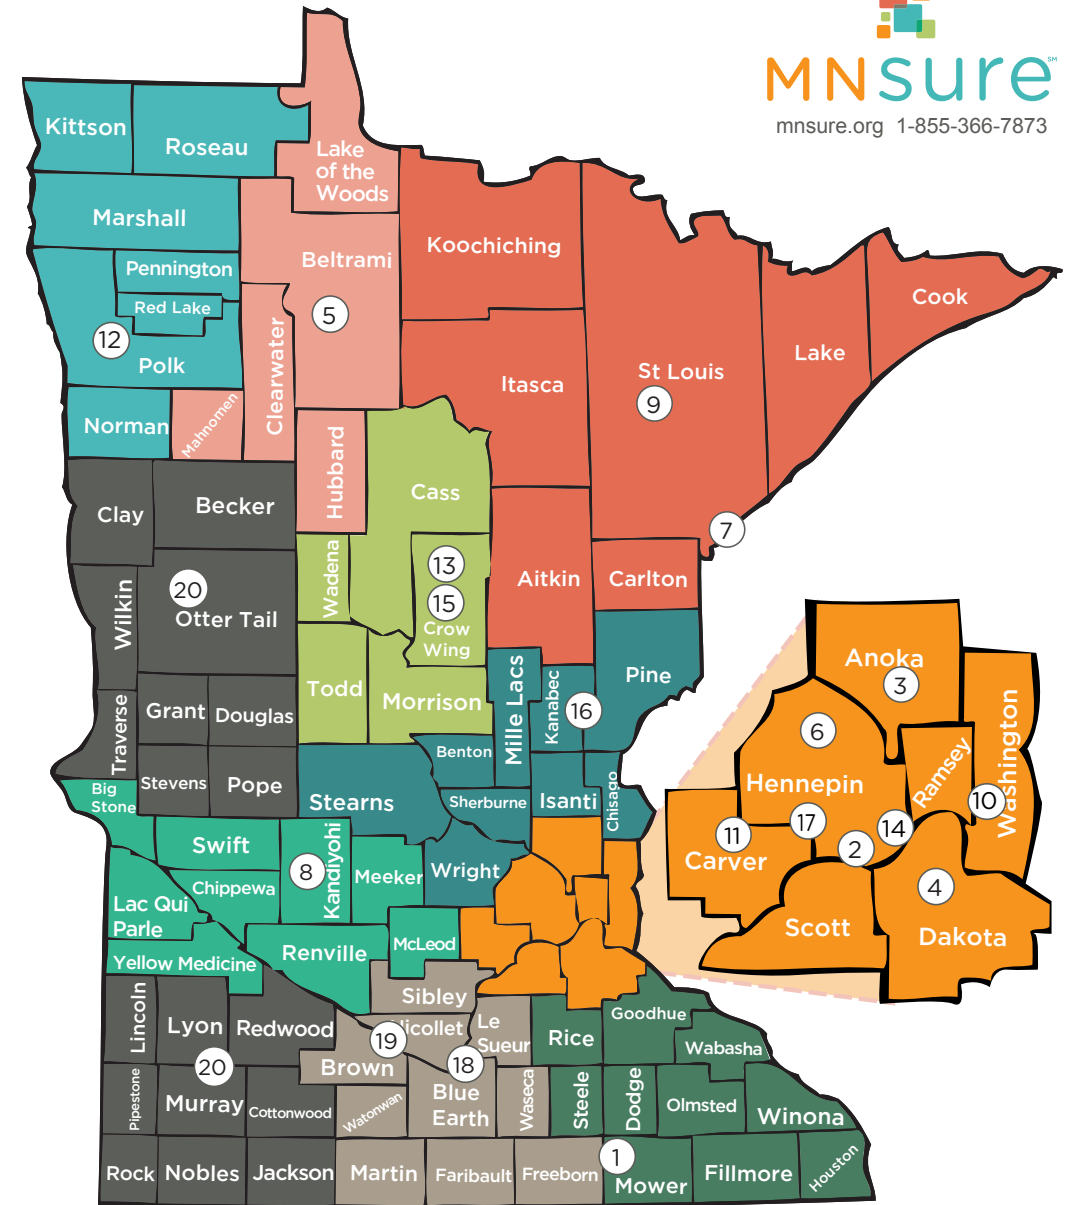 MNsure
SM
mnsure.org 1-855-366-7873
Kittson
Roseau
Lake
of the
Woods
Marshall
Pennington
Red Lake
12
Polk
Beltrami
5
Clearwater
Koochiching
Itasca
St Louis
9
Lake
Cook
Norman
Mahnomen
Hubbard
Cass
Clay
Becker
7
Wilkin
20
Otter Tail
Wadena
13
15
Crow
Wing
Aitkin
Carlton
Traverse
Grant
Douglas
Todd
Morrison
Mille Lacs
Kanabec
16
Pine
Stevens
Pope
Big
Stone
Stearns
Benton
Sherburne
Isanti
Chisago
Swift
Kandiyohi
8
Chippewa
Meeker
Wright
Lac Qui
Parle
Renville
McLeod
Yellow Medicine
Sibley
Lincoln
Lyon
Redwood
19
icollet
Le
Sueur
Rice
Goodhue
Wabasha
20
Brown
18
Pipestone
Murray
Cottonwood
Watonwan
Blue
Earth
Waseca
Steele
Dodge
Olmsted
Winona
Rock
Nobles
Jackson
Martin
Faribault
Freeborn
1
Mower
Fillmore
Houston
Anoka
3
Washington
6
Hennepin
Ramsey
10
11
Carver
17
14
2
4
Scott
Dakota